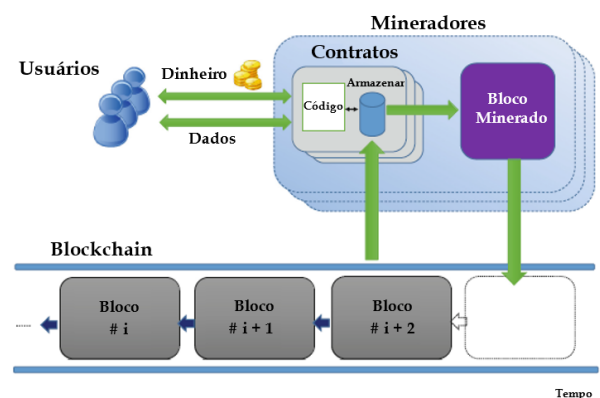 Mineradores
Contratos
Usuários
Dinheiro
Armazenar
Código
Bloco
Minerado
Dados
Blockchain
Bloco
# i
Bloco
# i + 1
Bloco
# i + 2
Tempo